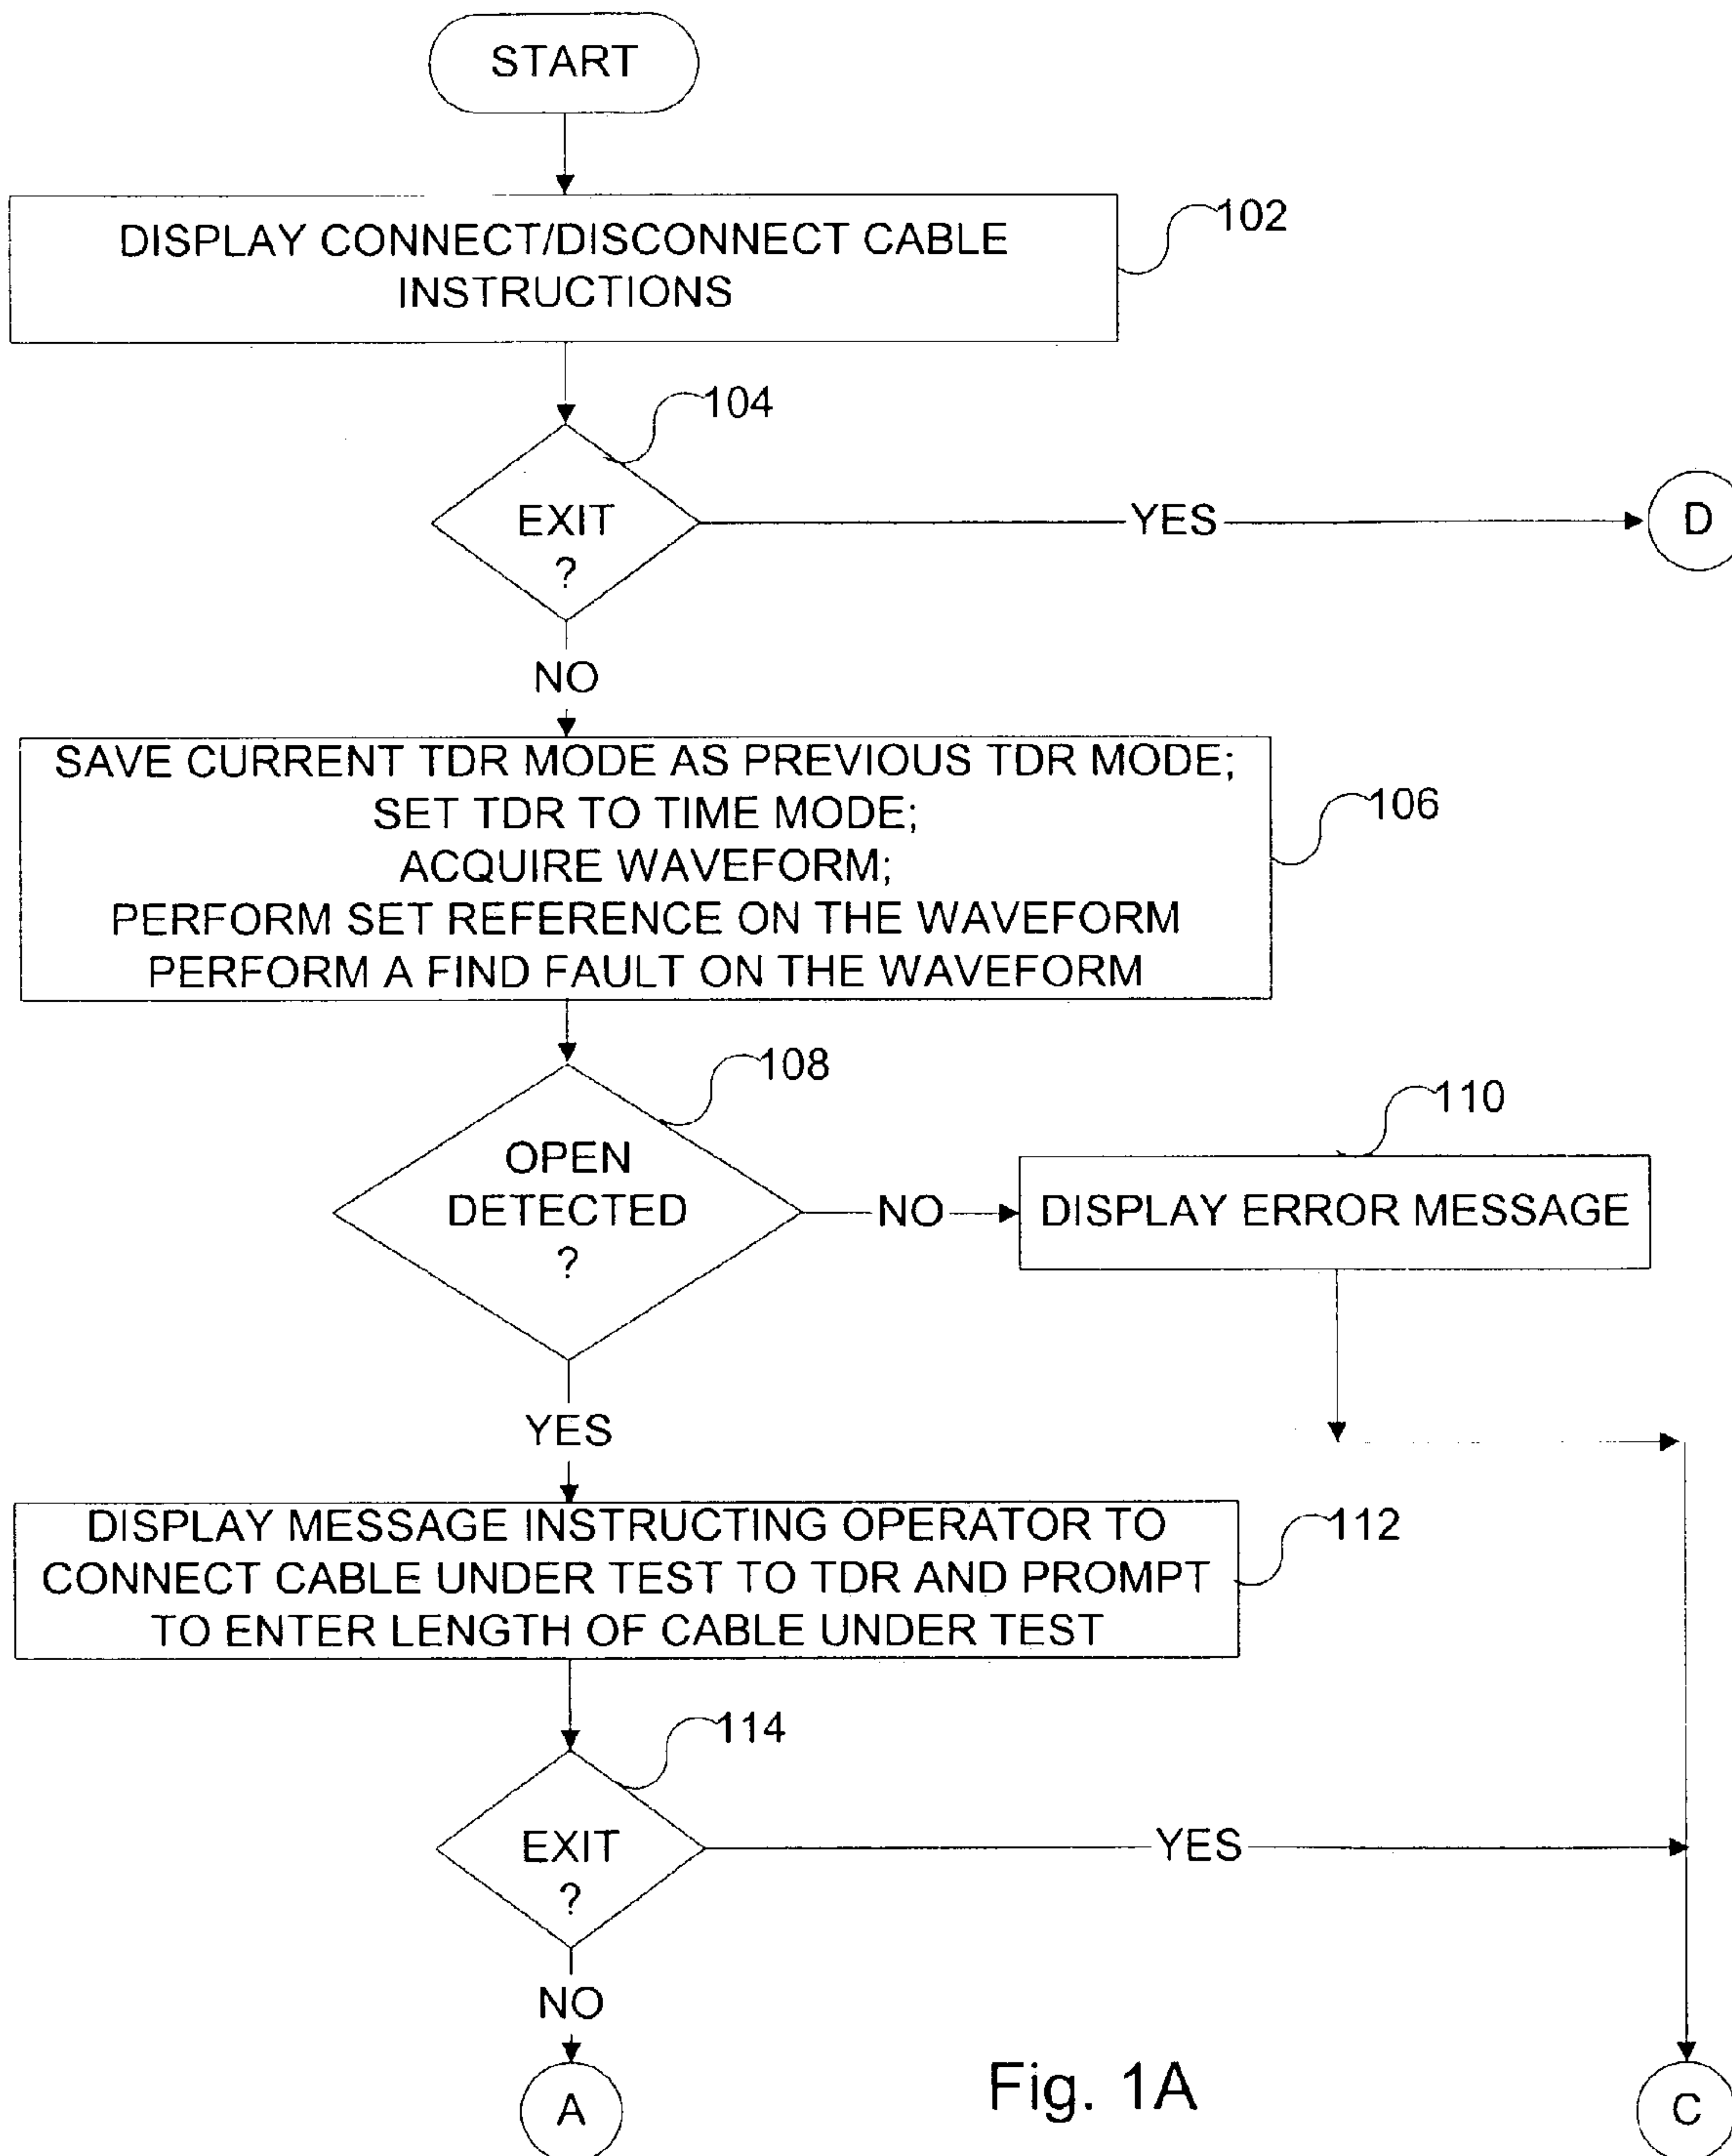 START
DISPLAY CONNECT/DISCONNECT CABLE
INSTRUCTIONS
102
104
EXIT
?
YES
D
NO
SAVE CURRENT TDR MODE AS PREVIOUS TDR MODE;
SET TDR TO TIME MODE;
ACQUIRE WAVEFORM;
PERFORM SET REFERENCE ON THE WAVEFORM
PERFORM A FIND FAULT ON THE WAVEFORM
106
108
OPEN
DETECTED
?
NO
110
DISPLAY ERROR MESSAGE
YES
DISPLAY MESSAGE INSTRUCTING OPERATOR TO
CONNECT CABLE UNDER TEST TO TDR AND PROMPT
TO ENTER LENGTH OF CABLE UNDER TEST
112
114
EXIT
?
YES
NO
A
Fig. 1A
C